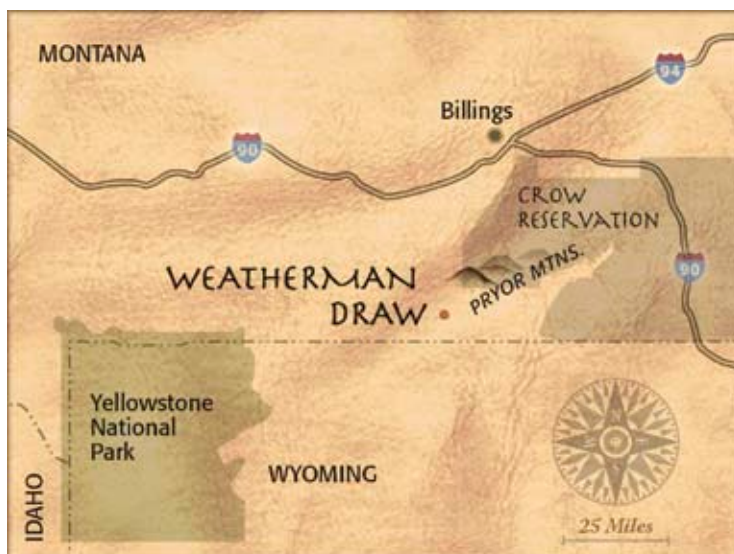 MONTANA
94
Billings
90
CROW
RESERVATION
WEATHERMAN
DRAW
PRYOR MTNS.
90
Yellowstone
National
Park
WYOMING
IDAHO
25 Miles